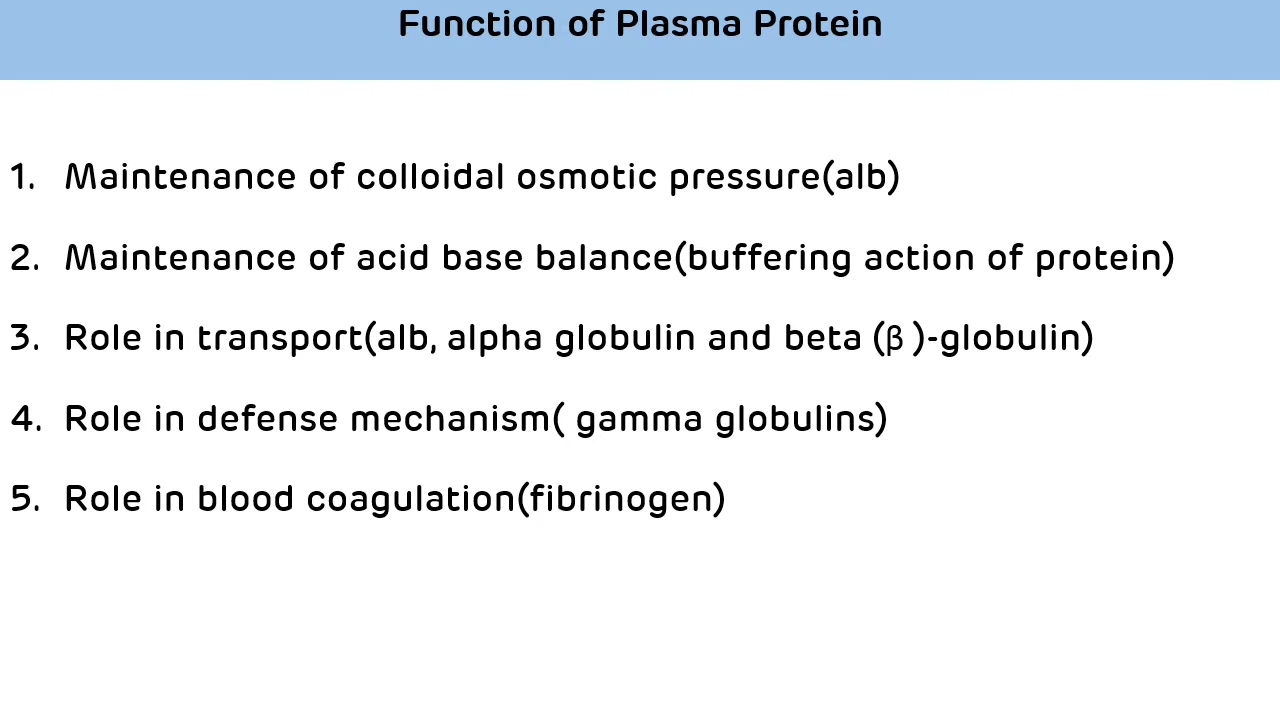 Function of Plasma Protein
1. Maintenance of colloidal osmotic pressure(alb)
2. Maintenance of acid base balance(buffering action of protein)
3. Role in transport(alb, alpha globulin and beta (β )-globulin)
4. Role in defense mechanism( gamma globulins)
5. Role in blood coagulation(fibrinogen)